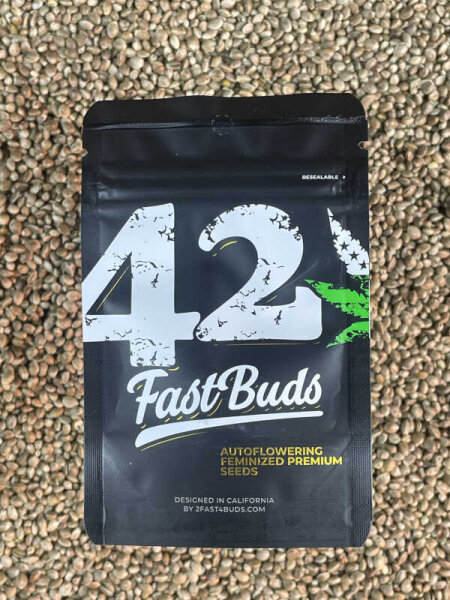 RESEALABLE
42
FastBuds
AUTOFLOWERING
FEMINIZED PREMIUM
SEEDS
DESIGNED IN CALIFORNIA
BY 2FAST4BUDS.COM